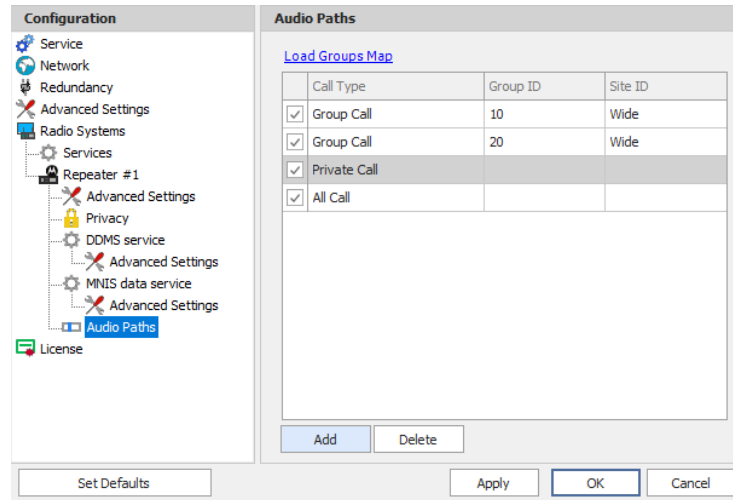 Configuration
Service
Network
Redundancy
Advanced Settings
Radio Systems
Services
Repeater #1
Advanced Settings
Privacy
DDMS service
Advanced Settings
MNIS data service
Advanced Settings
Audio Paths
License
Audio Paths
Load Groups Map
Call Type Group ID Site ID
Group Call 10 Wide
Group Call 20 Wide
Private Call
All Call
Add Delete
Set Defaults Apply OK Cancel